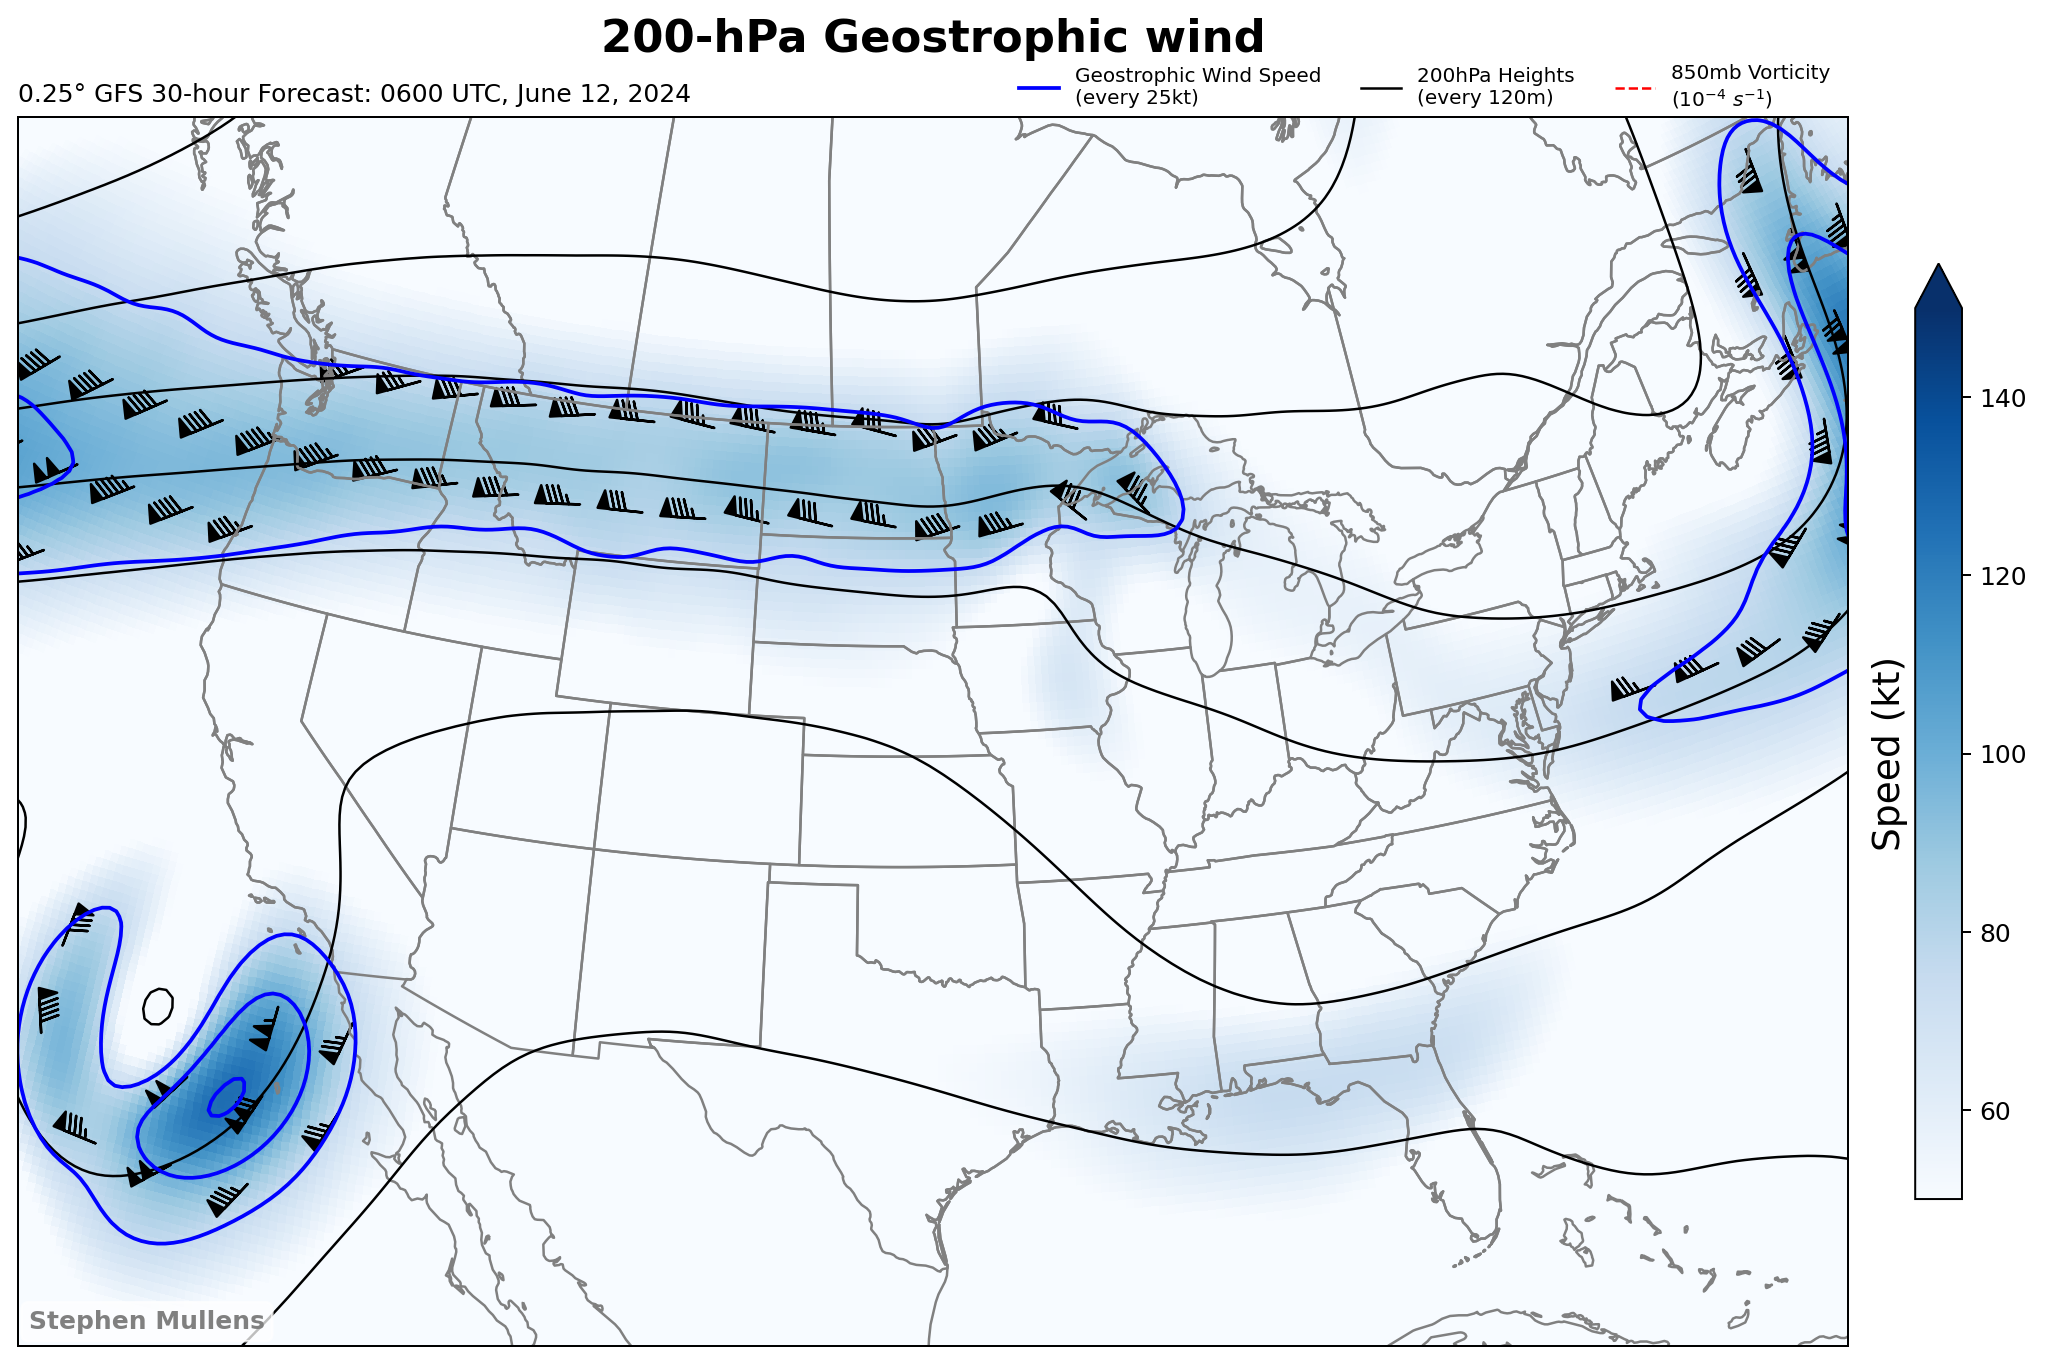 200-hPa Geostrophic wind
0.25° GFS 30-hour Forecast: 0600 UTC, June 12, 2024
Geostrophic Wind Speed
(every 25kt)
200hPa Heights
(every 120m)
850mb Vorticity
(10⁻⁴ s⁻¹)
140
120
100
80
60
Speed (kt)
Stephen Mullens